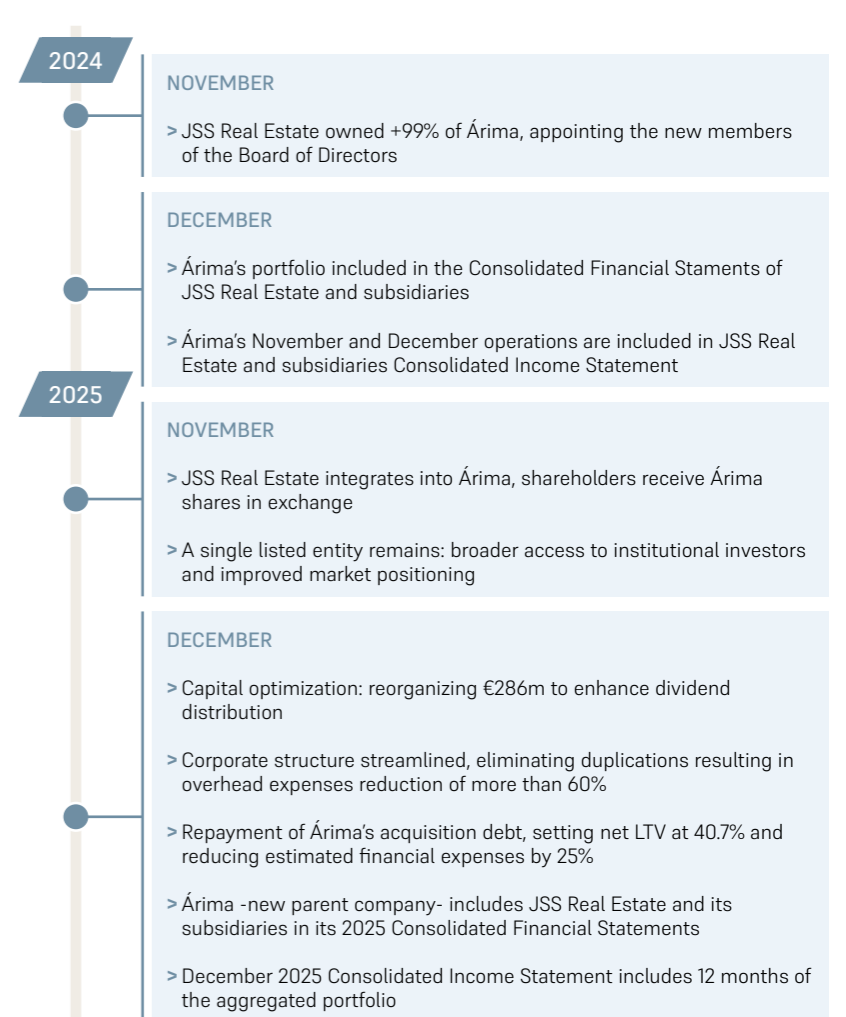 2024
NOVEMBER
> JSS Real Estate owned +99% of Árima, appointing the new members
of the Board of Directors
DECEMBER
> Árima’s portfolio included in the Consolidated Financial Staments of
JSS Real Estate and subsidiaries
> Árima’s November and December operations are included in JSS Real
Estate and subsidiaries Consolidated Income Statement
2025
NOVEMBER
> JSS Real Estate integrates into Árima, shareholders receive Árima
shares in exchange
> A single listed entity remains: broader access to institutional investors
and improved market positioning
DECEMBER
> Capital optimization: reorganizing €286m to enhance dividend
distribution
> Corporate structure streamlined, eliminating duplications resulting in
overhead expenses reduction of more than 60%
> Repayment of Árima’s acquisition debt, setting net LTV at 40.7% and
reducing estimated financial expenses by 25%
> Árima -new parent company- includes JSS Real Estate and its
subsidiaries in its 2025 Consolidated Financial Statements
> December 2025 Consolidated Income Statement includes 12 months of
the aggregated portfolio